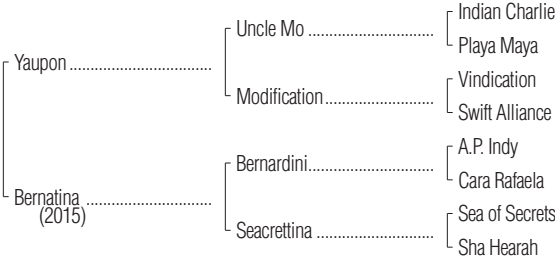 Indian Charlie
Uncle Mo ................................
Playa Maya
Yaupon ....................................
Vindication
Modification...........................
Swift Alliance
A.P. Indy
Bernardini...............................
Cara Rafaela
Bernatina ................................
(2015)
Sea of Secrets
Seacrettina .............................
Sha Hearah